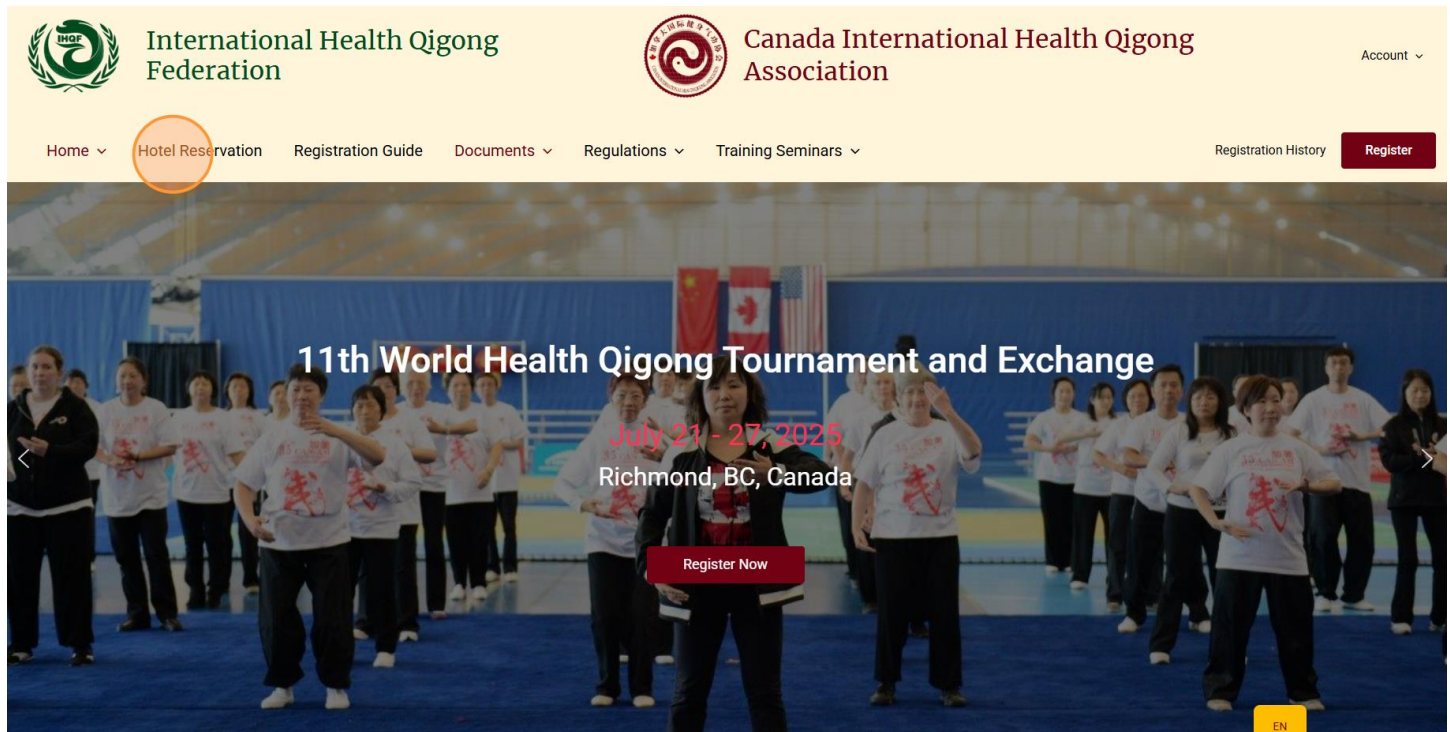 IHQF
International Health Qigong
Federation
Canada International Health Qigong
Association
Account
Home
Hotel Reservation
Registration Guide
Documents
Regulations
Training Seminars
Registration History
Register
11th World Health Qigong Tournament and Exchange
July 21 - 27, 2025
Richmond, BC, Canada
Register Now
EN